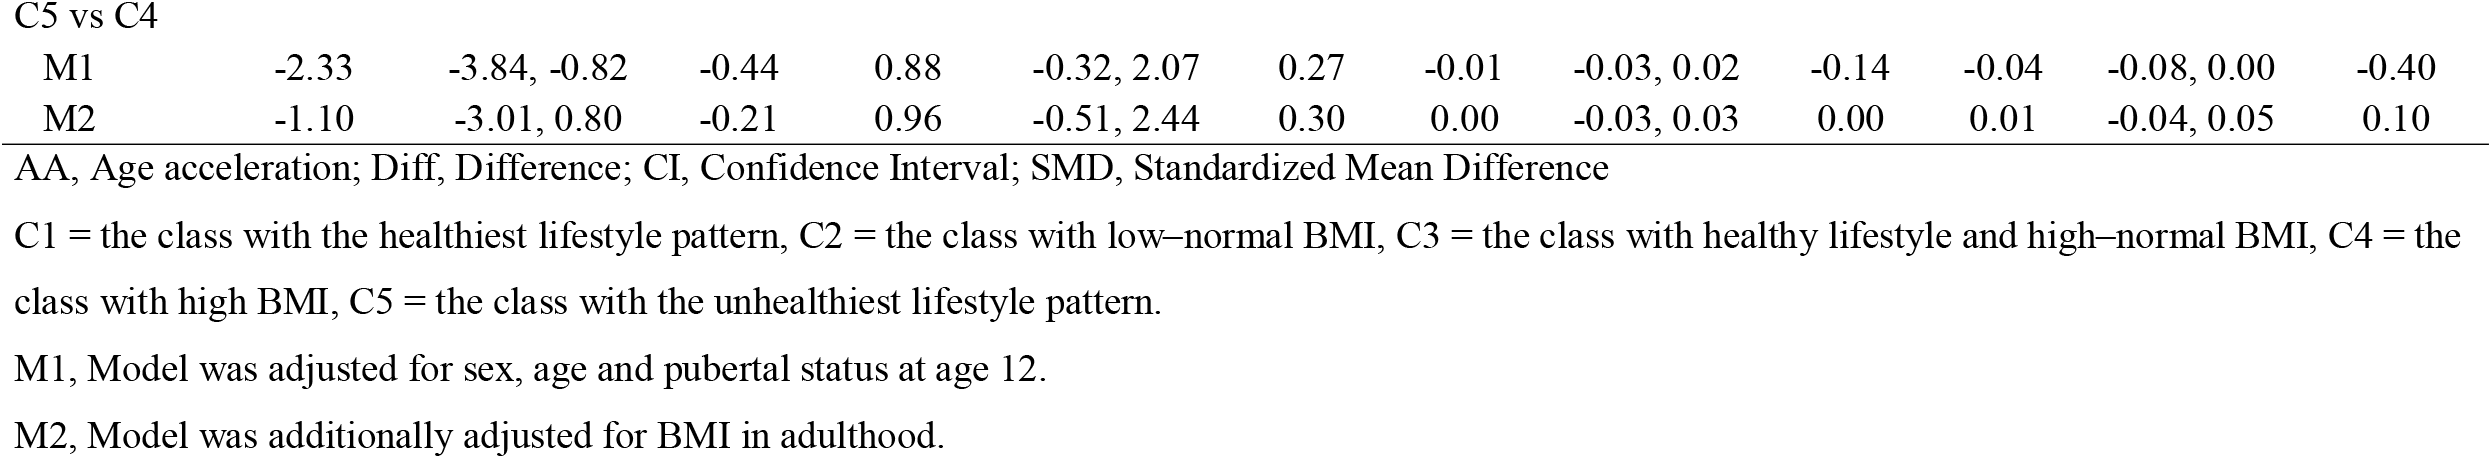 C5 vs C4
M1 -2.33 -3.84, -0.82 -0.44 0.88 -0.32, 2.07 0.27 -0.01 -0.03, 0.02 -0.14 -0.04 -0.08, 0.00 -0.40
M2 -1.10 -3.01, 0.80 -0.21 0.96 -0.51, 2.44 0.30 0.00 -0.03, 0.03 0.00 0.01 -0.04, 0.05 0.10
AA, Age acceleration; Diff, Difference; CI, Confidence Interval; SMD, Standardized Mean Difference
C1 = the class with the healthiest lifestyle pattern, C2 = the class with low–normal BMI, C3 = the class with healthy lifestyle and high–normal BMI, C4 = the
class with high BMI, C5 = the class with the unhealthiest lifestyle pattern.
M1, Model was adjusted for sex, age and pubertal status at age 12.
M2, Model was additionally adjusted for BMI in adulthood.